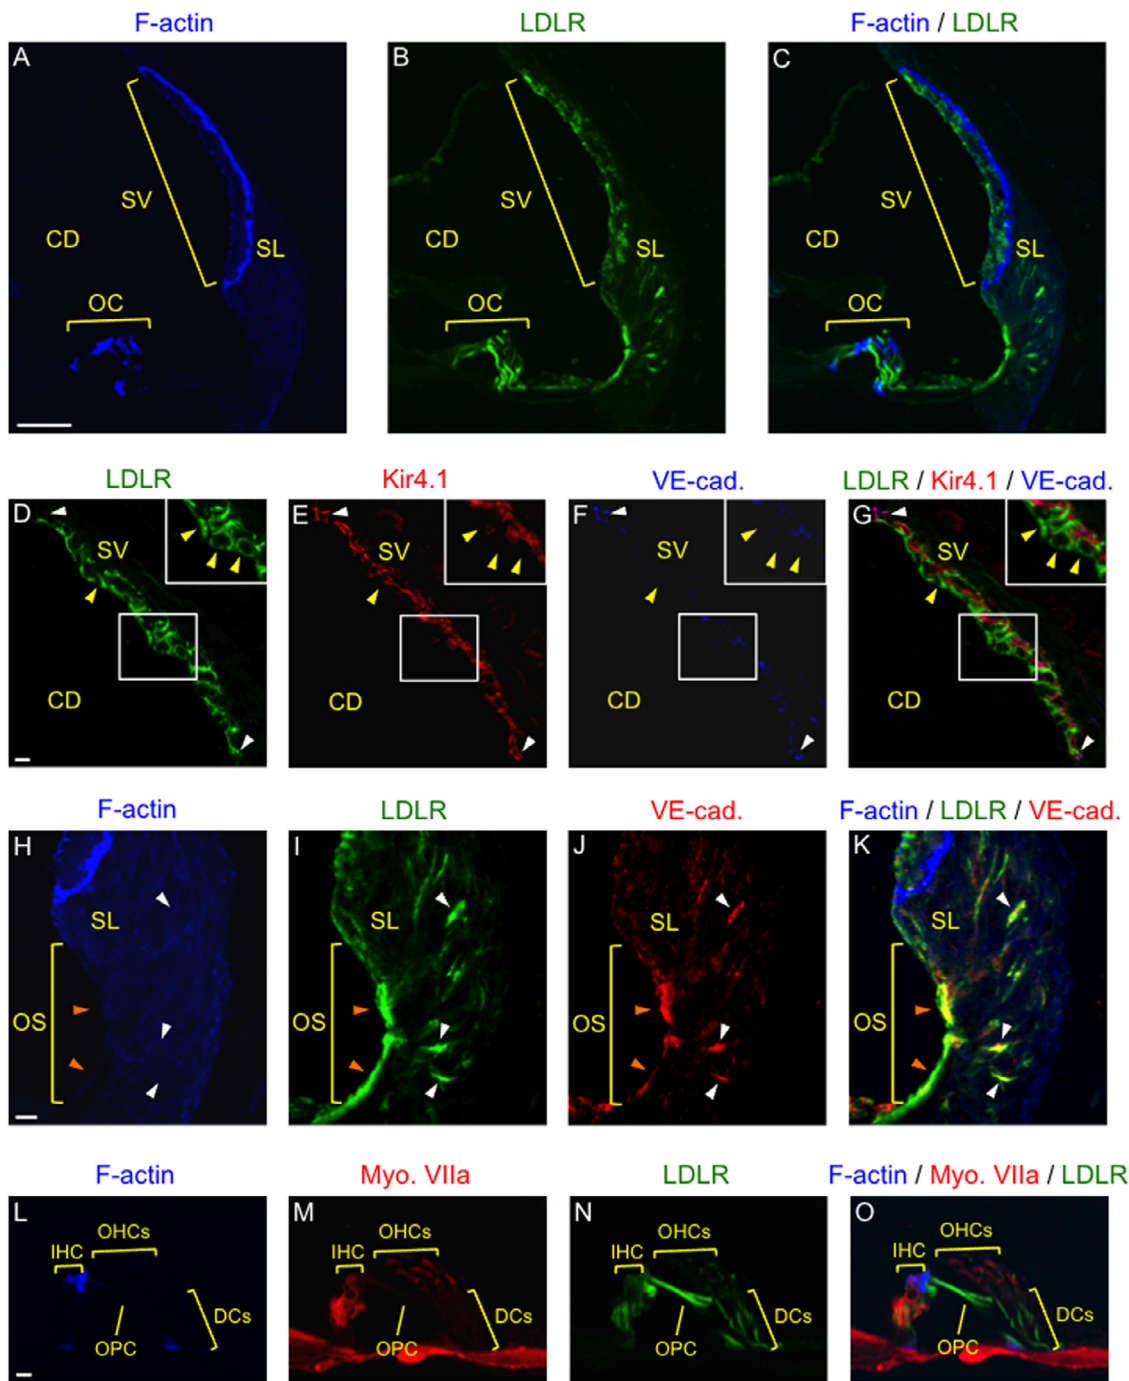 F-actin LDLR F-actin / LDLR
A B C
SV SV SV
CD SL CD SL CD SL
OC OC OC
LDLR Kir4.1 VE-cad. LDLR / Kir4.1 / VE-cad.
D E F G
SV SV SV SV
CD CD CD CD
F-actin LDLR VE-cad. F-actin / LDLR / VE-cad.
H I J K
SL SL SL SL
OS OS OS OS
F-actin Myo. VIIa LDLR F-actin / Myo. VIIa / LDLR
L M N O
OHCs OHCs OHCs OHCs
IHC IHC IHC IHC
DCs DCs DCs DCs
OPC OPC OPC OPC